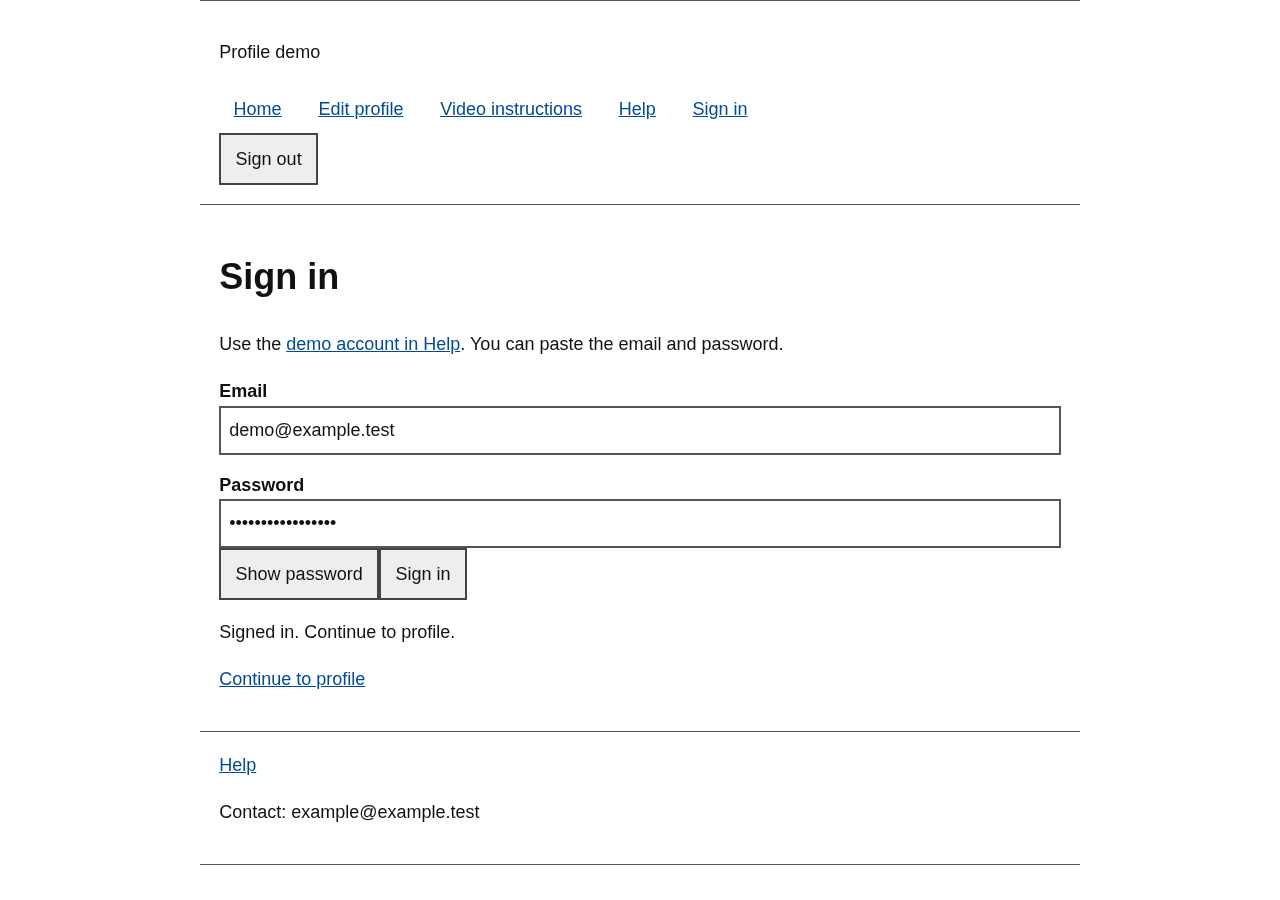 Profile demo
Home Edit profile Video instructions Help Sign in
Sign out
Sign in
Use the demo account in Help. You can paste the email and password.
Email
demo@example.test
Password
•••••••••••••••••
Show password Sign in
Signed in. Continue to profile.
Continue to profile
Help
Contact: example@example.test